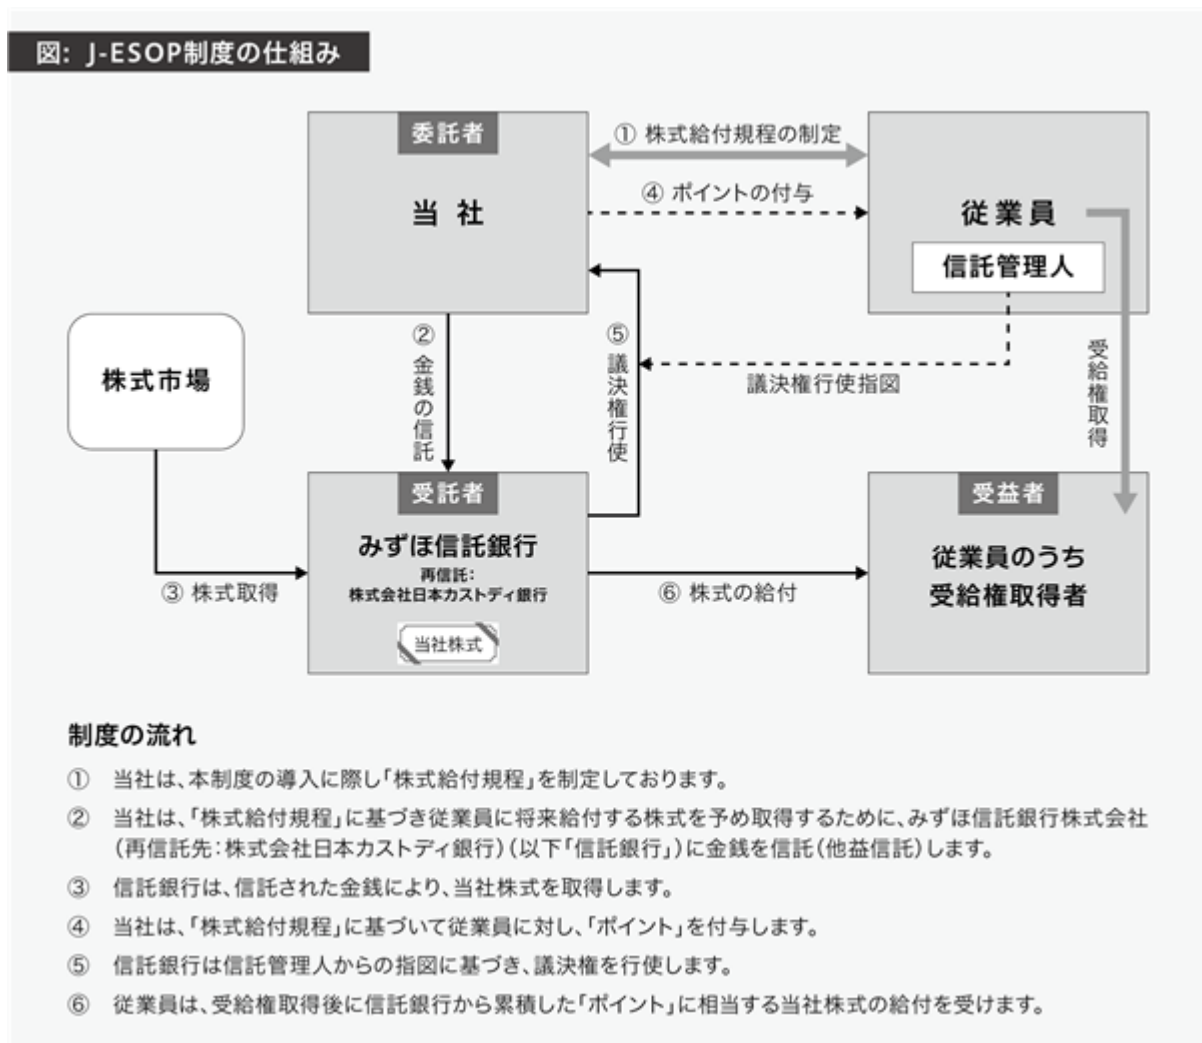 図: J-ESOP制度の仕組み
委託者
当 社
① 株式給付規程の制定
④ ポイントの付与
従業員
信託管理人
株式市場
② 金銭の信託
⑤ 議決権行使
議決権行使指図
受給権取得
受託者
みずほ信託銀行
再信託:
株式会社日本カストディ銀行
当社株式
③ 株式取得
⑥ 株式の給付
受益者
従業員のうち
受給権取得者
制度の流れ
① 当社は、本制度の導入に際し「株式給付規程」を制定しております。
② 当社は、「株式給付規程」に基づき従業員に将来給付する株式を予め取得するために、みずほ信託銀行株式会社
(再信託先:株式会社日本カストディ銀行)(以下「信託銀行」)に金銭を信託(他益信託)します。
③ 信託銀行は、信託された金銭により、当社株式を取得します。
④ 当社は、「株式給付規程」に基づいて従業員に対し、「ポイント」を付与します。
⑤ 信託銀行は信託管理人からの指図に基づき、議決権を行使します。
⑥ 従業員は、受給権取得後に信託銀行から累積した「ポイント」に相当する当社株式の給付を受けます。